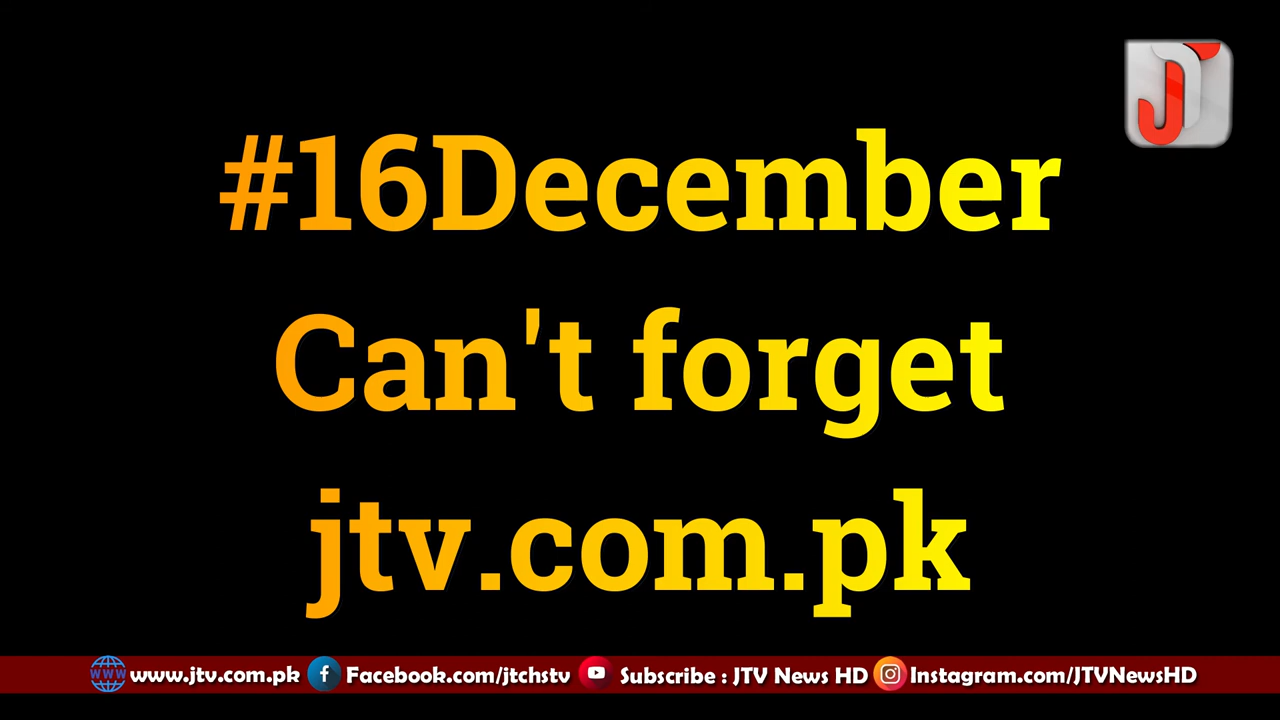 #16December
Can't forget
jtv.com.pk
www.jtv.com.pk Facebook.com/jtchstv Subscribe : JTV News HD Instagram.com/JTVNewsHD